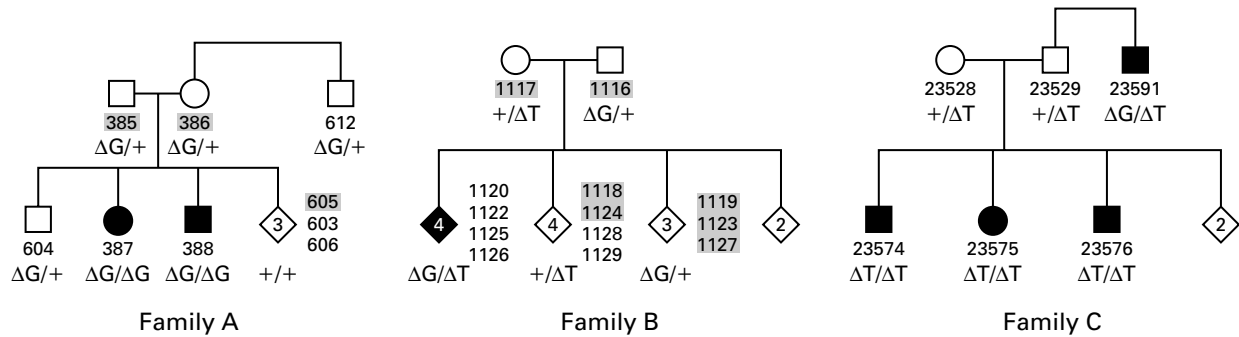 385
ΔG/+
386
ΔG/+
612
ΔG/+
604
ΔG/+
387
ΔG/ΔG
388
ΔG/ΔG
3
605
603
606
+/+
Family A
1117
+/ΔT
1116
ΔG/+
4
1120
1122
1125
1126
ΔG/ΔT
4
1118
1124
1128
1129
+/ΔT
3
1119
1123
1127
ΔG/+
2
Family B
23528
+/ΔT
23529
+/ΔT
23591
ΔG/ΔT
23574
ΔT/ΔT
23575
ΔT/ΔT
23576
ΔT/ΔT
2
Family C